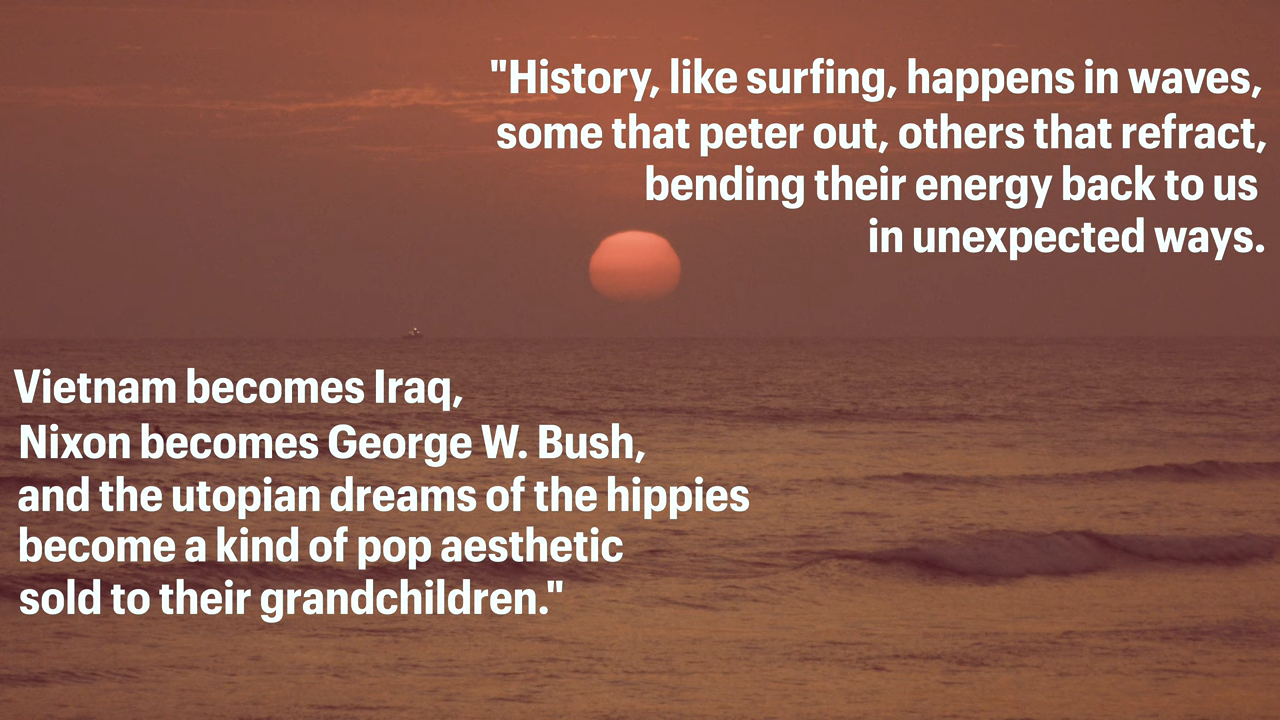 "History, like surfing, happens in waves,
some that peter out, others that refract,
bending their energy back to us
in unexpected ways.
Vietnam becomes Iraq,
Nixon becomes George W. Bush,
and the utopian dreams of the hippies
become a kind of pop aesthetic
sold to their grandchildren."